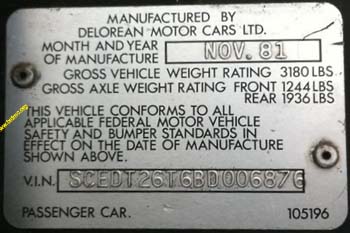 MANUFACTURED BY
DELOREAN MOTOR CARS LTD.
MONTH AND YEAR
OF MANUFACTURE NOV. 81
GROSS VEHICLE WEIGHT RATING 3180 LBS
GROSS AXLE WEIGHT RATING FRONT 1244 LBS
REAR 1936 LBS
THIS VEHICLE CONFORMS TO ALL
APPLICABLE FEDERAL MOTOR VEHICLE
SAFETY AND BUMPER STANDARDS IN
EFFECT ON THE DATE OF MANUFACTURE
SHOWN ABOVE.
V.I.N. SCEDT26T6BD006876
PASSENGER CAR. 105196